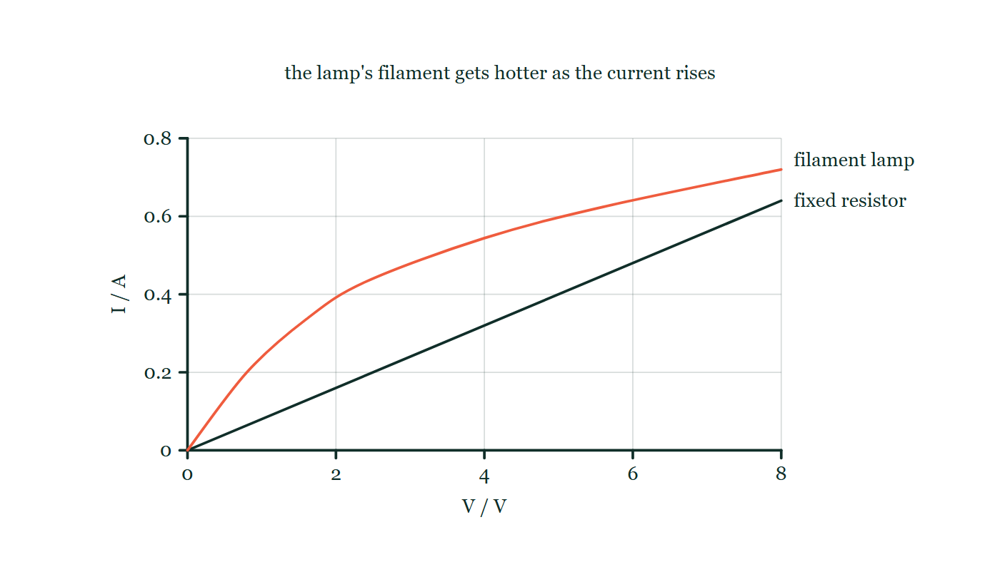 the lamp's filament gets hotter as the current rises
0.8
filament lamp
fixed resistor
0.6
I / A
0.4
0.2
0
0
2
4
6
8
V / V